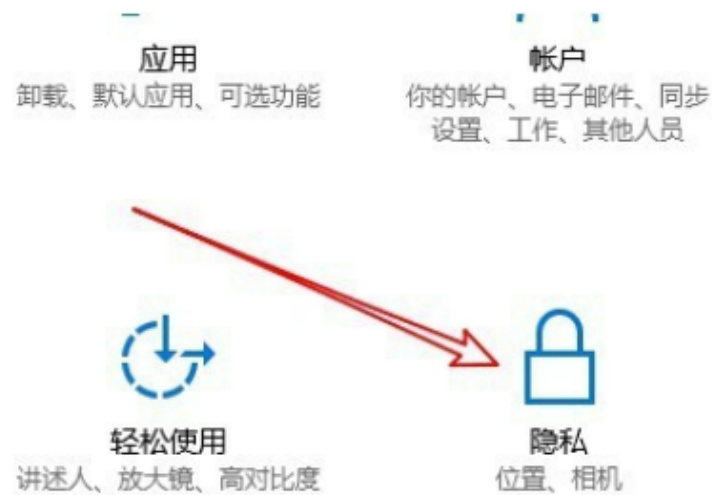 应用
帐户
卸载、默认应用、可选功能
你的帐户、电子邮件、同步
设置、工作、其他人员
轻松使用
隐私
讲述人、放大镜、高对比度
位置、相机